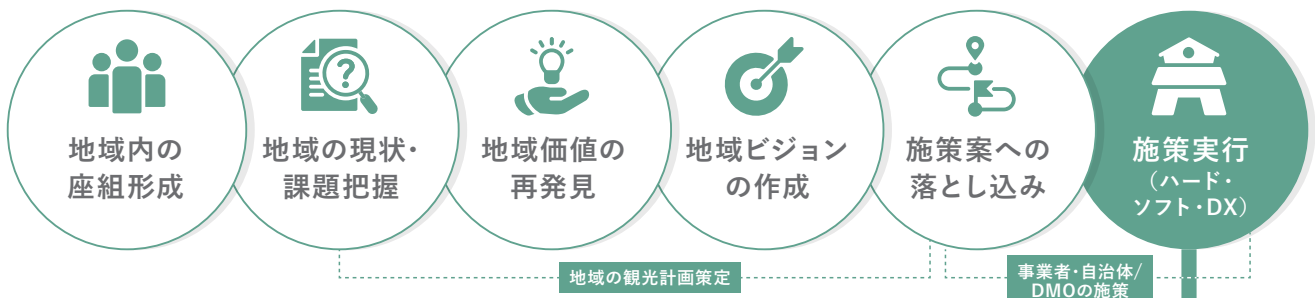 地域内の
座組形成
地域の現状・
課題把握
?
地域価値の
再発見
地域ビジョン
の作成
施策案への
落とし込み
施策実行
（ハード・
ソフト・DX）
地域の観光計画策定
事業者・自治体/
DMOの施策